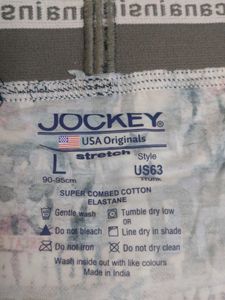 JOCKEY
USA Originals
stretch
L
90-95cm
Style
US63
Trunk
SUPER COMBED COTTON
ELASTANE
Gentle wash
Tumble dry low
OR
Do not bleach
Line dry in shade
Do not iron
Do not dry clean
Wash inside out with like colours
Made in India